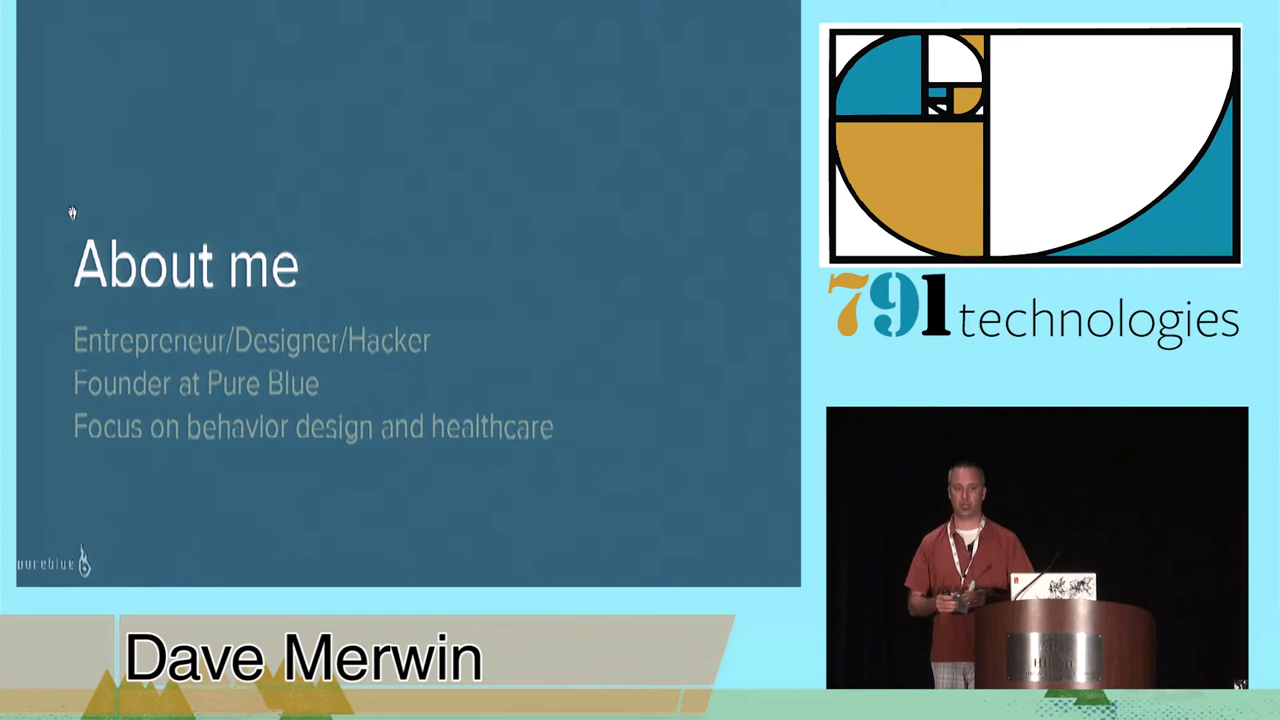 About me
Entrepreneur/Designer/Hacker
Founder at Pure Blue
Focus on behavior design and healthcare
pureblue
791 technologies
Dave Merwin